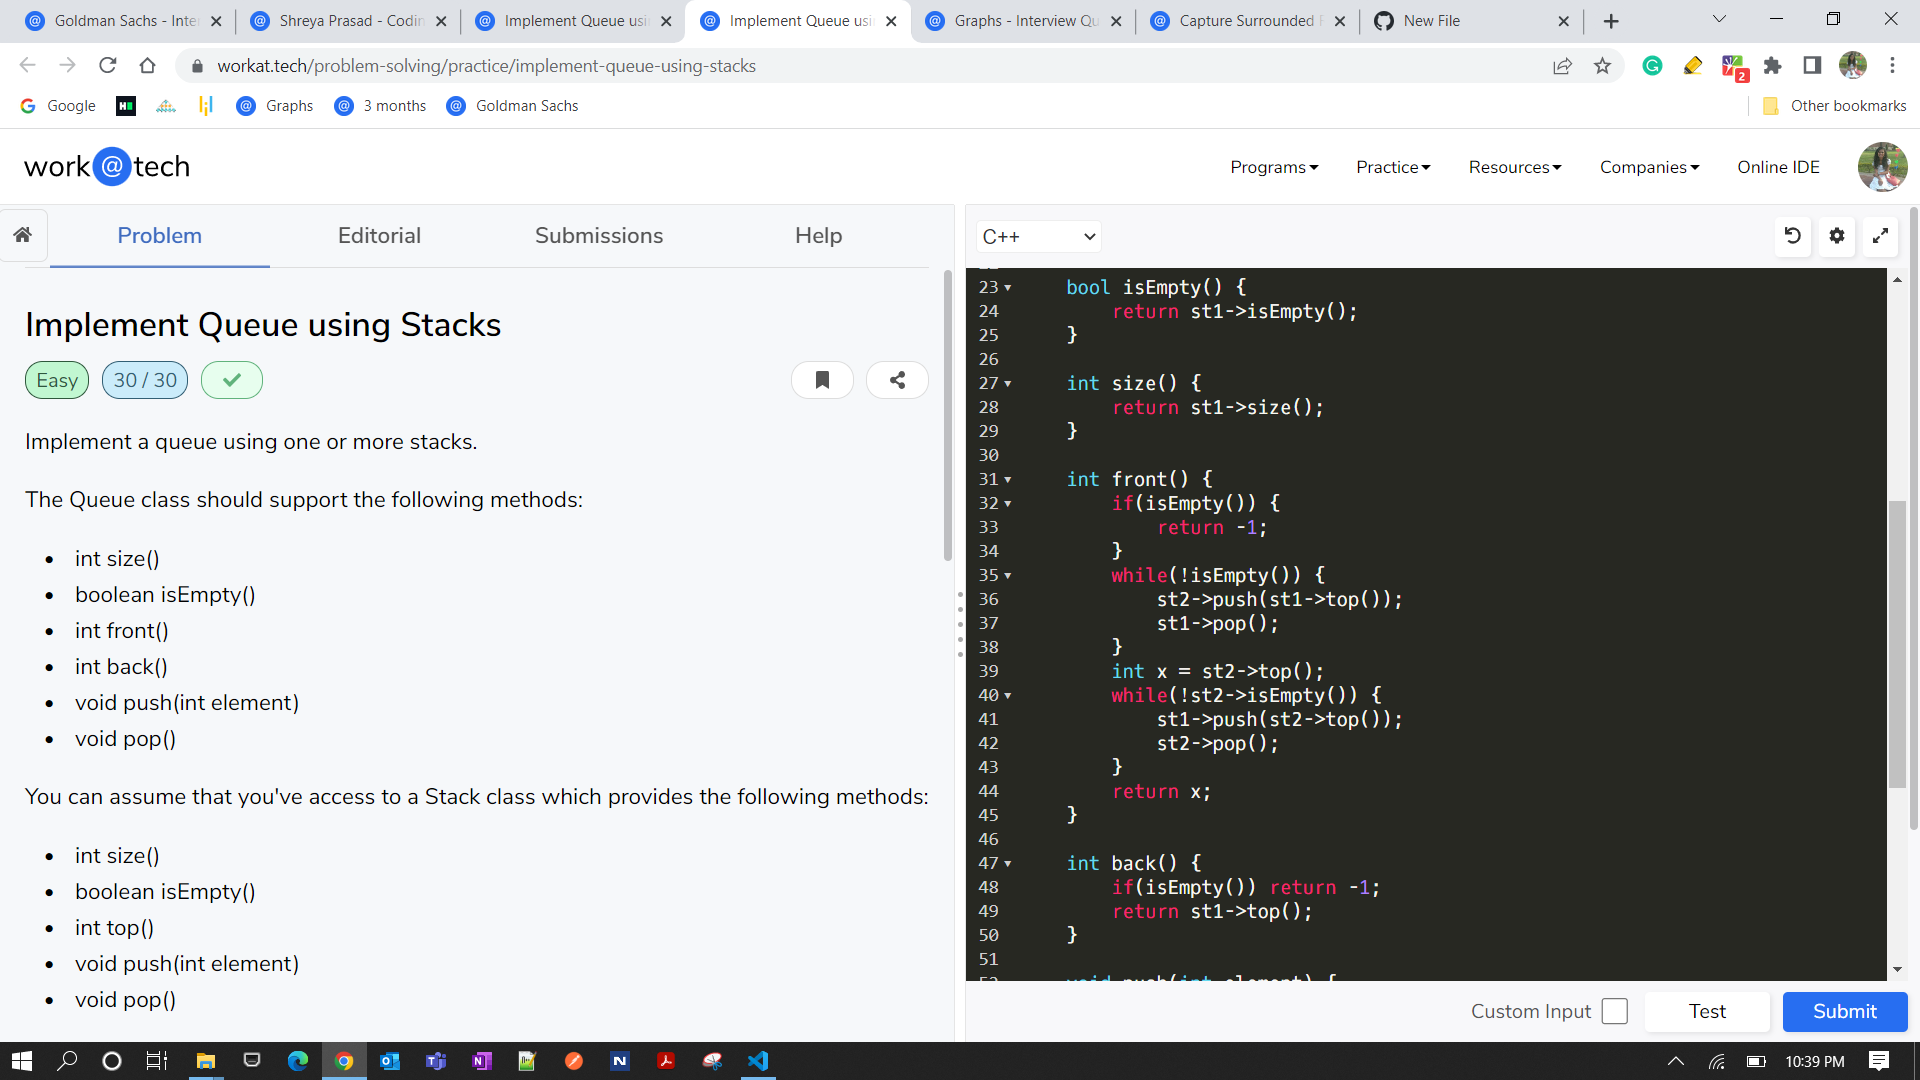 Goldman Sachs - Inte
Shreya Prasad - Codin
Implement Queue usi
Implement Queue usi
Graphs - Interview Qu
Capture Surrounded
New File
workat.tech/problem-solving/practice/implement-queue-using-stacks
2
Google
Graphs
3 months
Goldman Sachs
Other bookmarks
work@tech
Programs
Practice
Resources
Companies
Online IDE
Problem
Editorial
Submissions
Help
C++
Implement Queue using Stacks
Easy
30 / 30
Implement a queue using one or more stacks.
The Queue class should support the following methods:
• int size()
• boolean isEmpty()
• int front()
• int back()
• void push(int element)
• void pop()
You can assume that you've access to a Stack class which provides the following methods:
• int size()
• boolean isEmpty()
• int top()
• void push(int element)
• void pop()
23 bool isEmpty() {
24 return st1->isEmpty();
25 }
26
27 int size() {
28 return st1->size();
29 }
30
31 int front() {
32 if(isEmpty()) {
33 return -1;
34 }
35 while(!isEmpty()) {
36 st2->push(st1->top());
37 st1->pop();
38 }
39 int x = st2->top();
40 while(!st2->isEmpty()) {
41 st1->push(st2->top());
42 st2->pop();
43 }
44 return x;
45 }
46
47 int back() {
48 if(isEmpty()) return -1;
49 return st1->top();
50 }
51
52 void push(int element) {
Custom Input
Test
Submit
10:39 PM